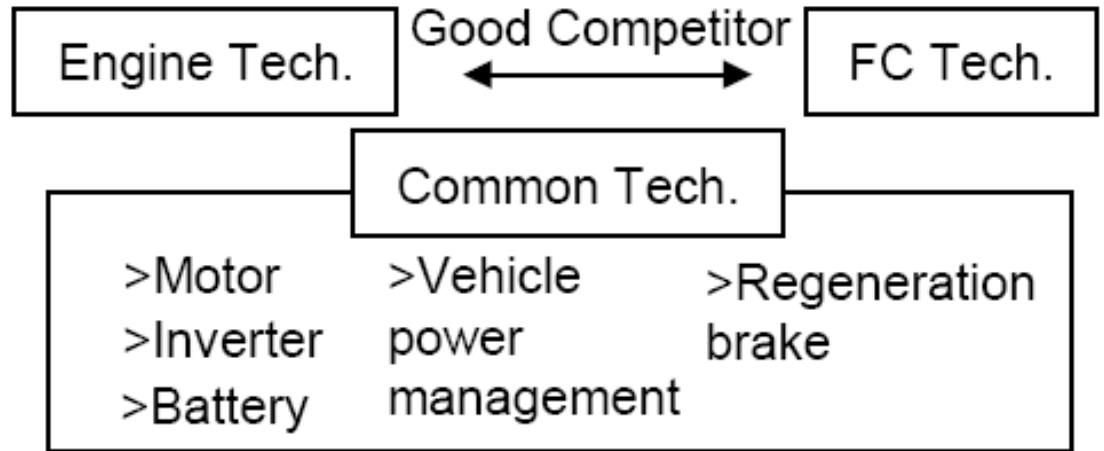 Engine Tech.
Good Competitor
FC Tech.
Common Tech.
>Motor
>Inverter
>Battery
>Vehicle
power
management
>Regeneration
brake